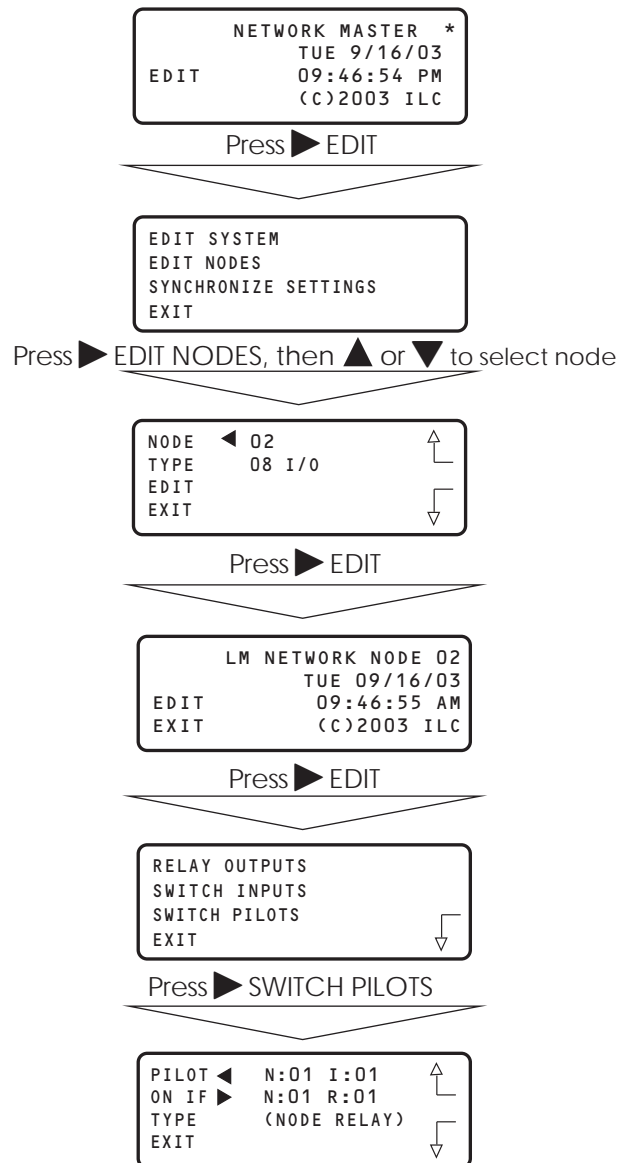 NETWORK MASTER *
TUE 9/16/03
EDIT 09:46:54 PM
(C)2003 ILC
Press ▶ EDIT
EDIT SYSTEM
EDIT NODES
SYNCHRONIZE SETTINGS
EXIT
Press ▶ EDIT NODES, then ▲ or ▼ to select node
NODE ◀ 02
TYPE 08 I/O
EDIT
EXIT
Press ▶ EDIT
LM NETWORK NODE 02
TUE 09/16/03
EDIT 09:46:55 AM
EXIT (C)2003 ILC
Press ▶ EDIT
RELAY OUTPUTS
SWITCH INPUTS
SWITCH PILOTS
EXIT
Press ▶ SWITCH PILOTS
PILOT ◀ N:01 I:01
ON IF ▶ N:01 R:01
TYPE (NODE RELAY)
EXIT